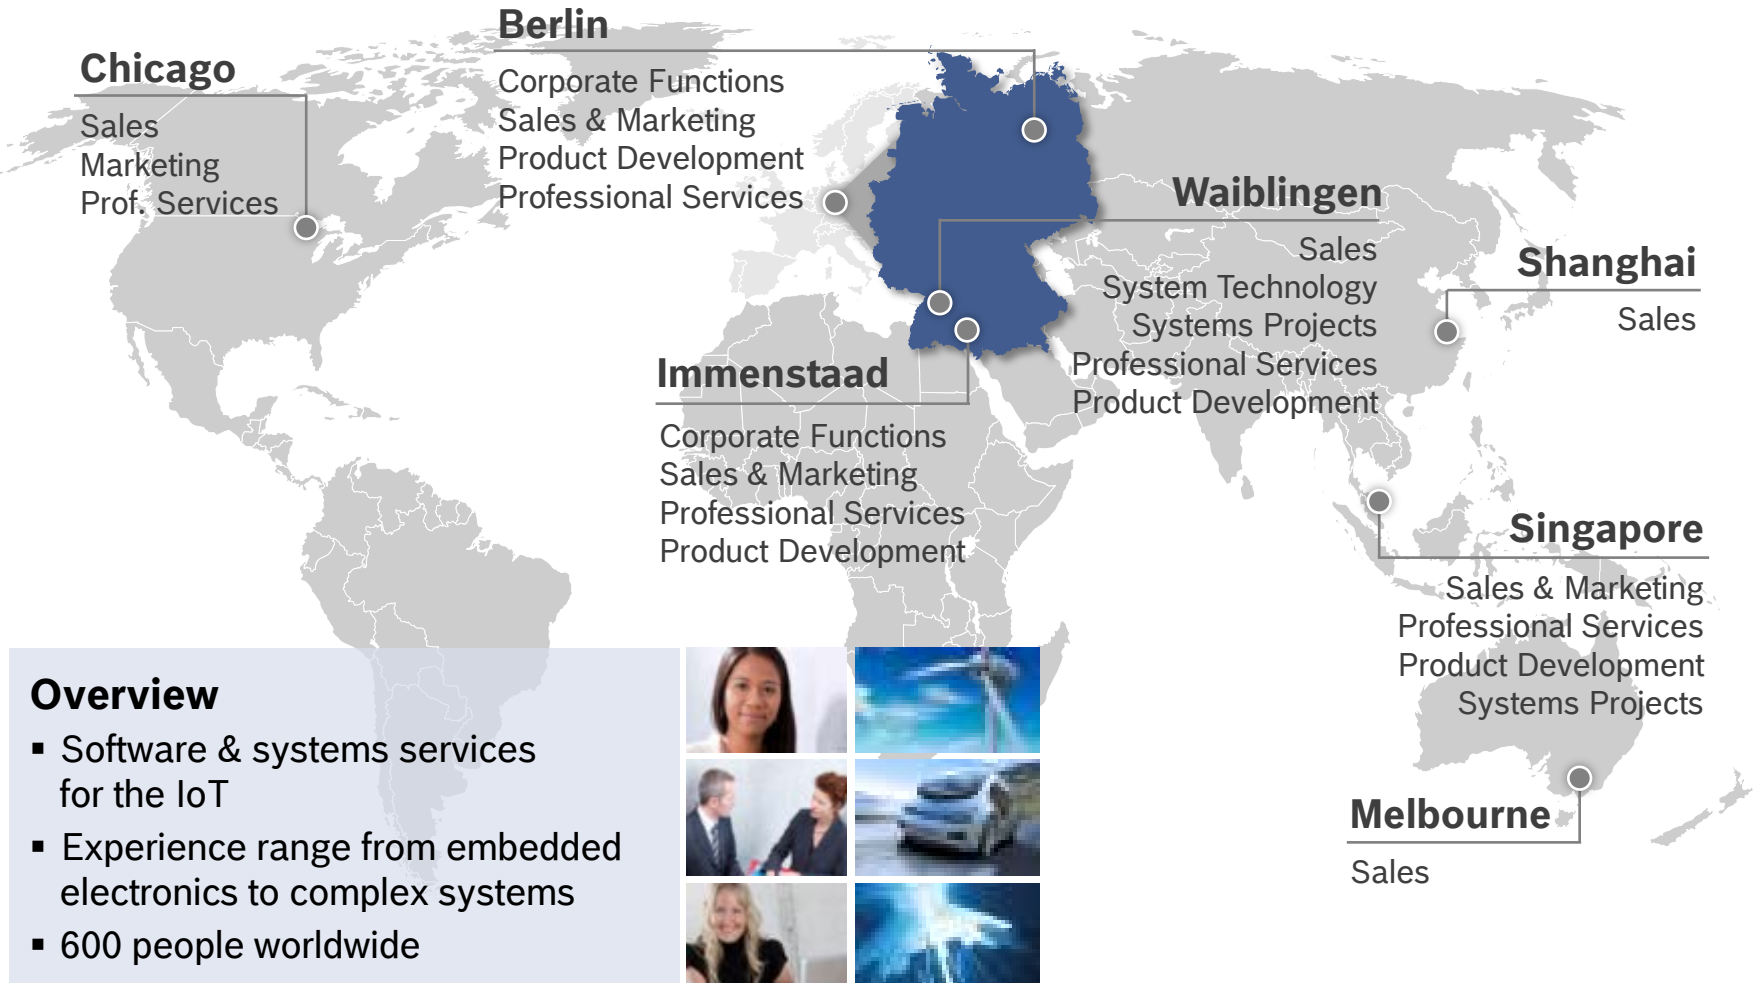 Berlin
Corporate Functions
Sales & Marketing
Product Development
Professional Services
Chicago
Sales
Marketing
Prof. Services
Waiblingen
Sales
System Technology
Systems Projects
Professional Services
Product Development
Shanghai
Sales
Immenstaad
Corporate Functions
Sales & Marketing
Professional Services
Product Development
Singapore
Sales & Marketing
Professional Services
Product Development
Systems Projects
Melbourne
Sales
Overview
▪ Software & systems services
for the IoT
▪ Experience range from embedded
electronics to complex systems
▪ 600 people worldwide